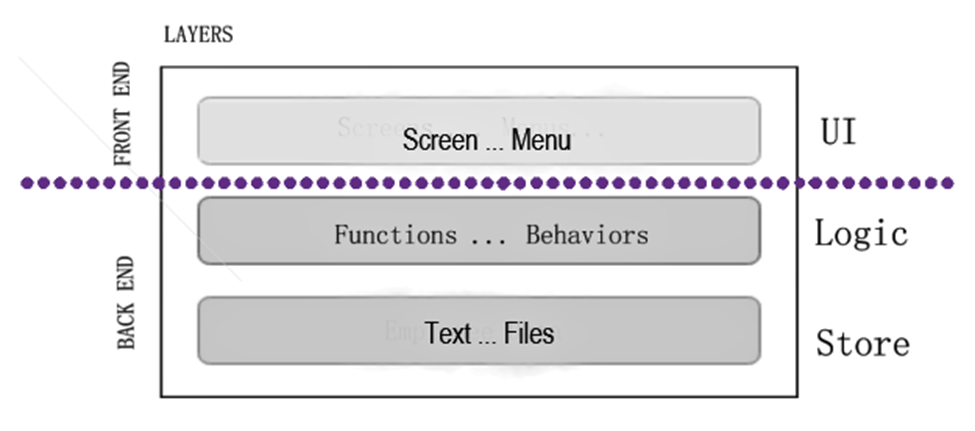 LAYERS
FRONT END
Screen ... Menu
UI
Functions ... Behaviors
Logic
BACK END
Text ... Files
Store